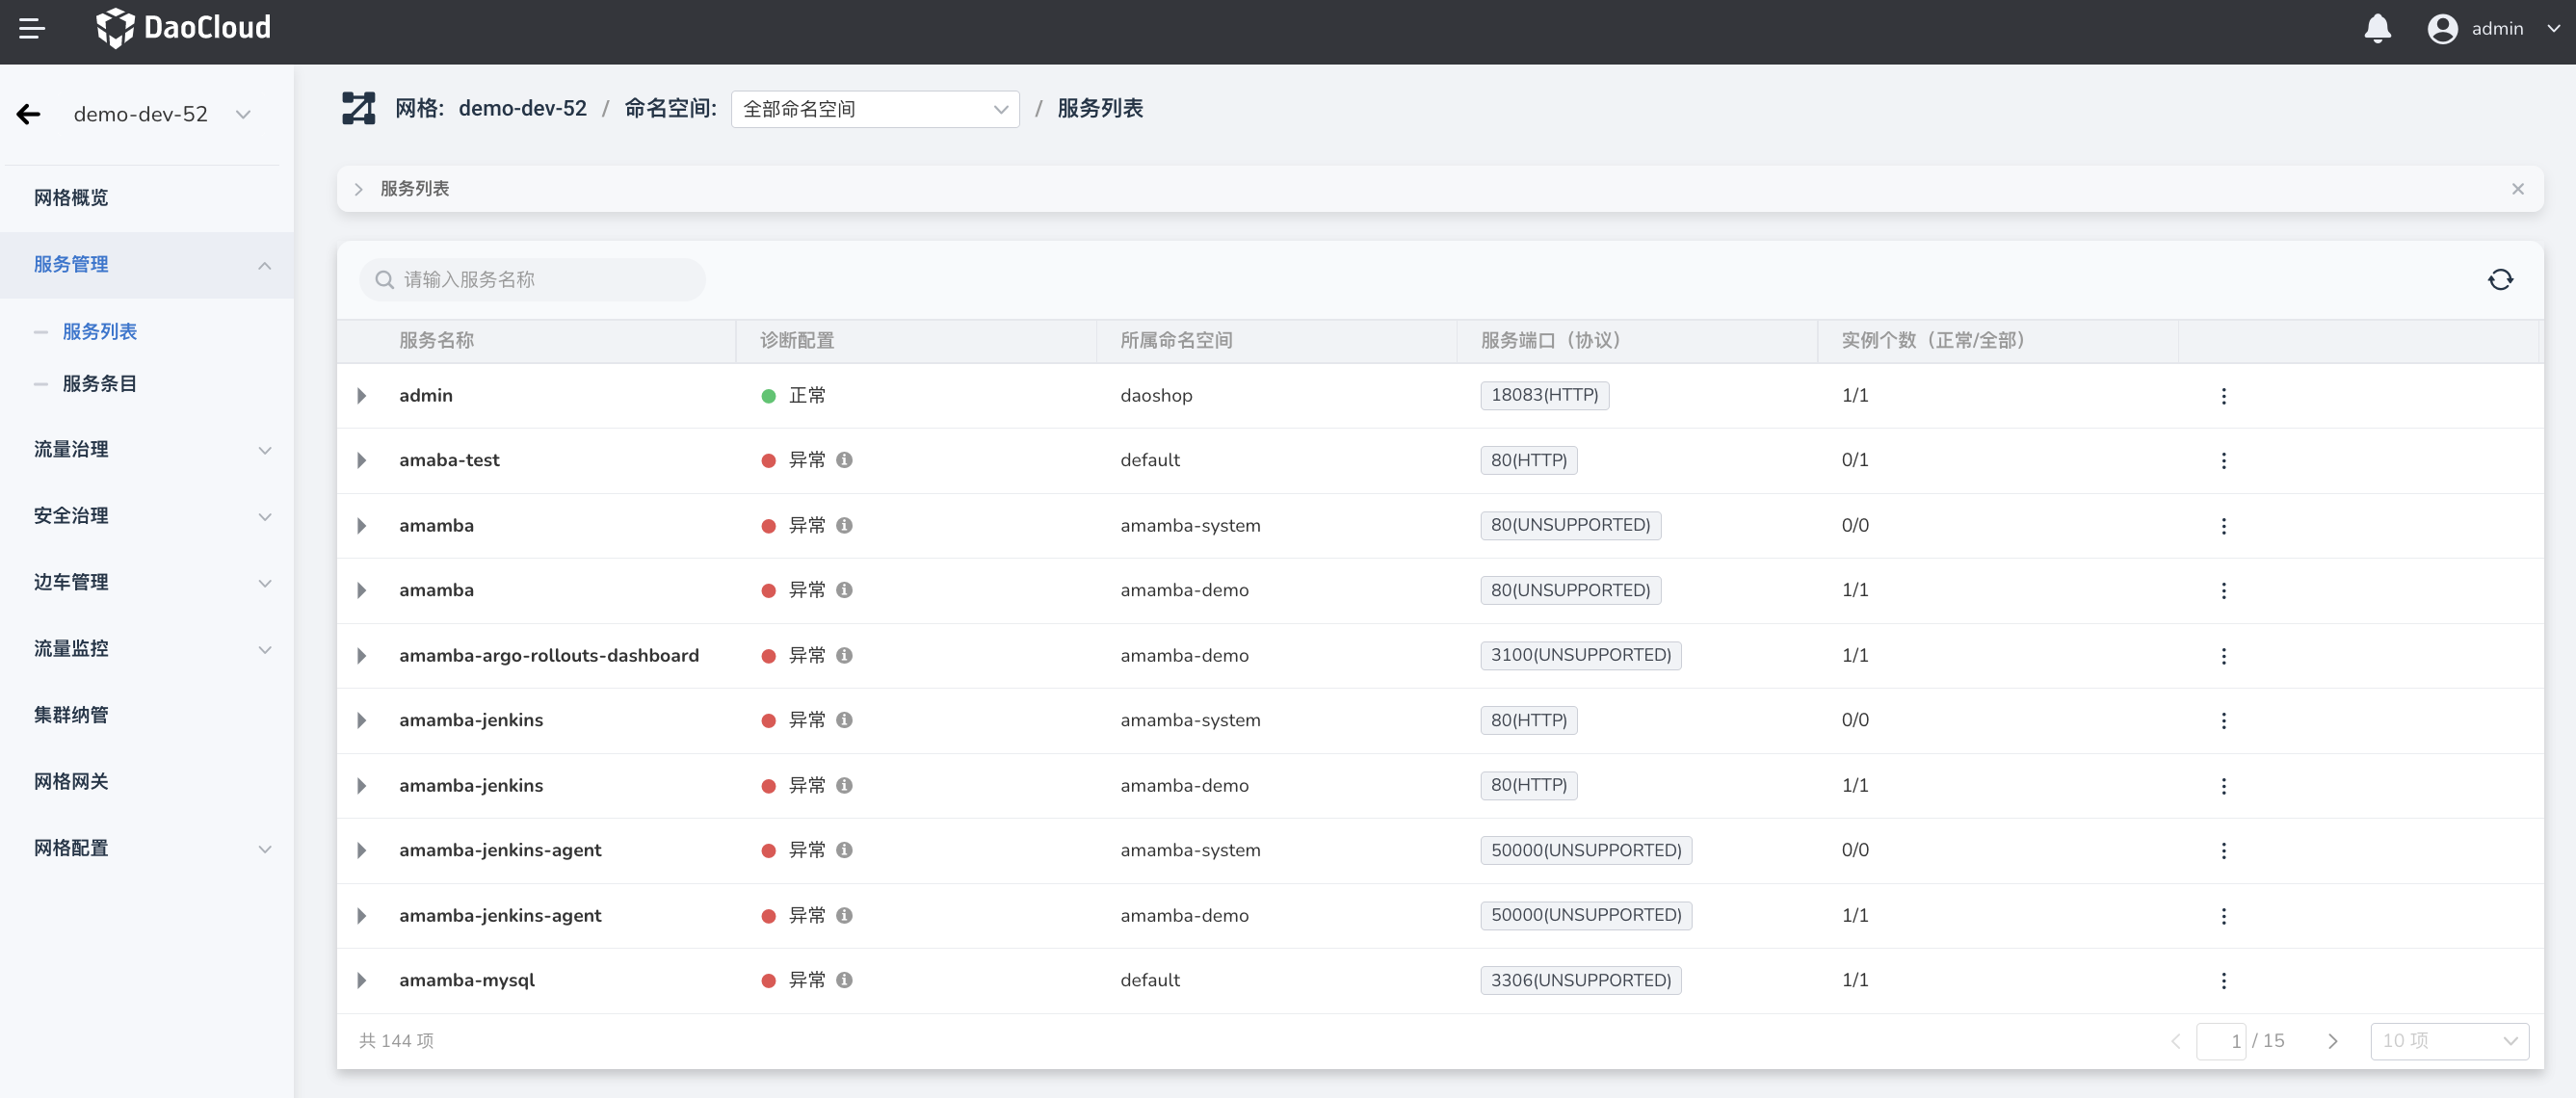 DaoCloud
admin
demo-dev-52
网格: demo-dev-52 / 命名空间: 全部命名空间 / 服务列表
网格概览
服务管理
服务列表
服务条目
流量治理
安全治理
边车管理
流量监控
集群纳管
网格网关
网格配置
服务列表
请输入服务名称
服务名称 诊断配置 所属命名空间 服务端口（协议） 实例个数（正常/全部）
admin 正常 daoshop 18083(HTTP) 1/1
amaba-test 异常 default 80(HTTP) 0/1
amamba 异常 amamba-system 80(UNSUPPORTED) 0/0
amamba 异常 amamba-demo 80(UNSUPPORTED) 1/1
amamba-argo-rollouts-dashboard 异常 amamba-demo 3100(UNSUPPORTED) 1/1
amamba-jenkins 异常 amamba-system 80(HTTP) 0/0
amamba-jenkins 异常 amamba-demo 80(HTTP) 1/1
amamba-jenkins-agent 异常 amamba-system 50000(UNSUPPORTED) 0/0
amamba-jenkins-agent 异常 amamba-demo 50000(UNSUPPORTED) 1/1
amamba-mysql 异常 default 3306(UNSUPPORTED) 1/1
共 144 项
1 / 15
10 项